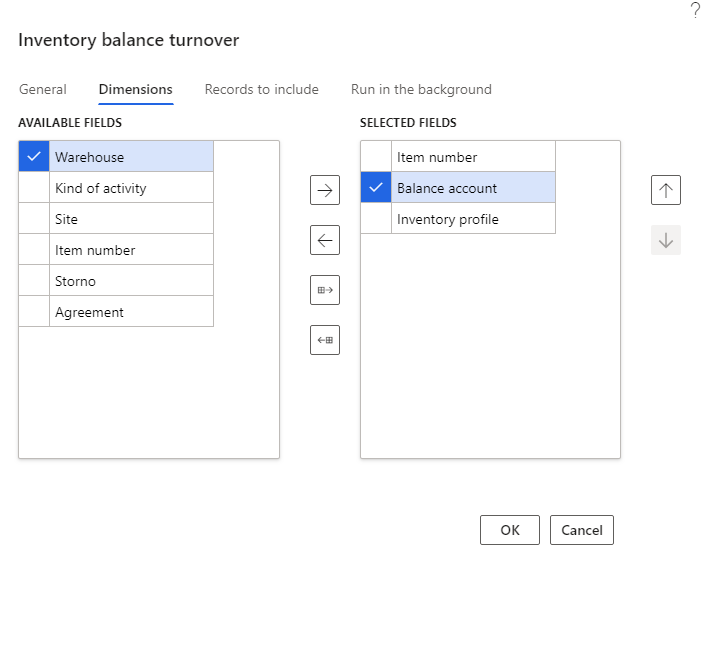 ?
Inventory balance turnover
General Dimensions Records to include Run in the background
AVAILABLE FIELDS SELECTED FIELDS
Warehouse Item number
Kind of activity Balance account
Site Inventory profile
Item number
Storno
Agreement
OK Cancel